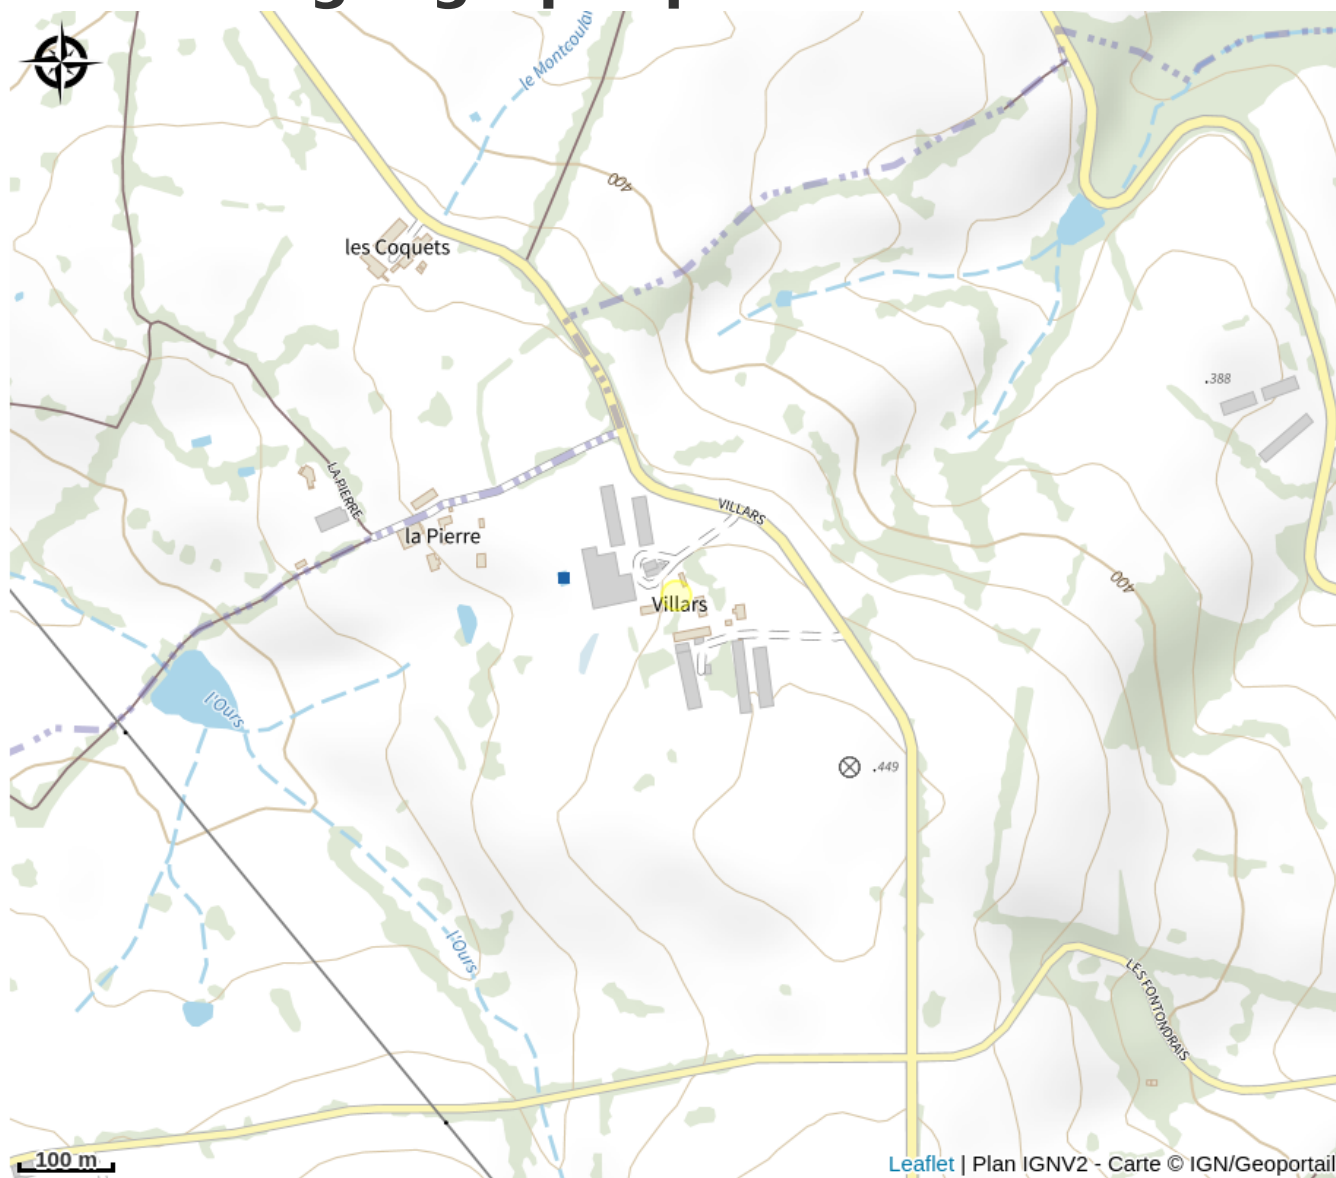 le Montcoulon
400
les Coquets
.388
LA PIERRE
VILLARS
la Pierre
400
Villars
l'Ours
.449
l'Ours
LES FONTONDRAIS
100 m
Leaflet | Plan IGNV2 - Carte © IGN/Geoportail